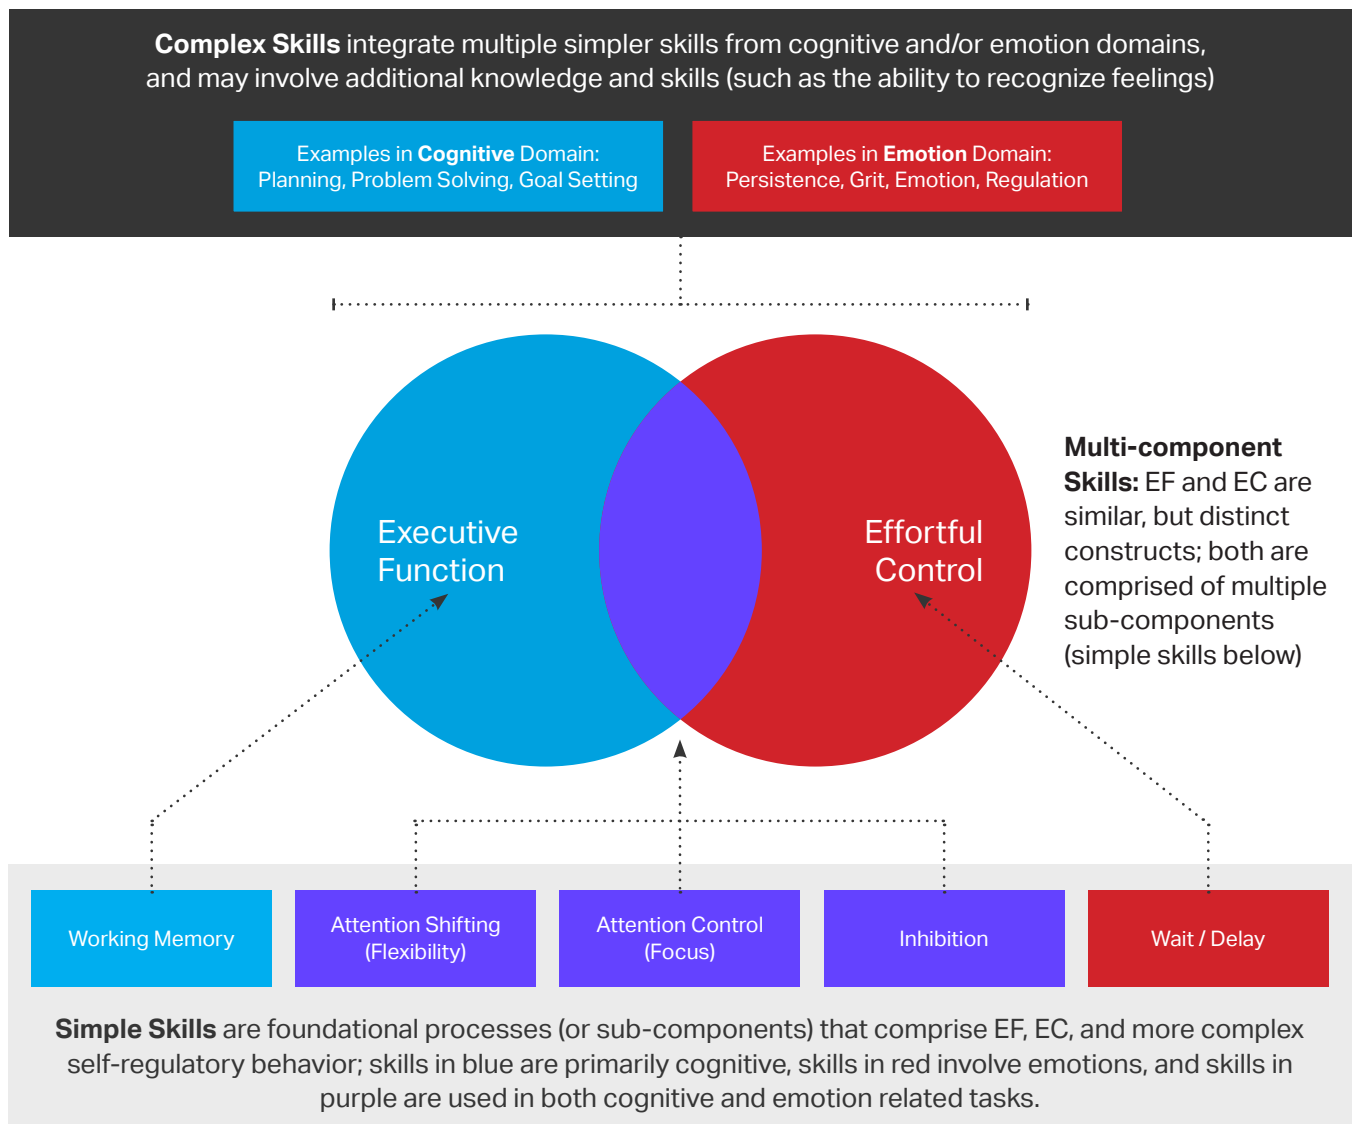 Complex Skills integrate multiple simpler skills from cognitive and/or emotion domains,
and may involve additional knowledge and skills (such as the ability to recognize feelings)
Examples in Cognitive Domain:
Planning, Problem Solving, Goal Setting
Examples in Emotion Domain:
Persistence, Grit, Emotion, Regulation
Executive
Function
Effortful
Control
Multi-component
Skills: EF and EC are
similar, but distinct
constructs; both are
comprised of multiple
sub-components
(simple skills below)
Working Memory
Attention Shifting
(Flexibility)
Attention Control
(Focus)
Inhibition
Wait / Delay
Simple Skills are foundational processes (or sub-components) that comprise EF, EC, and more complex
self-regulatory behavior; skills in blue are primarily cognitive, skills in red involve emotions, and skills in
purple are used in both cognitive and emotion related tasks.